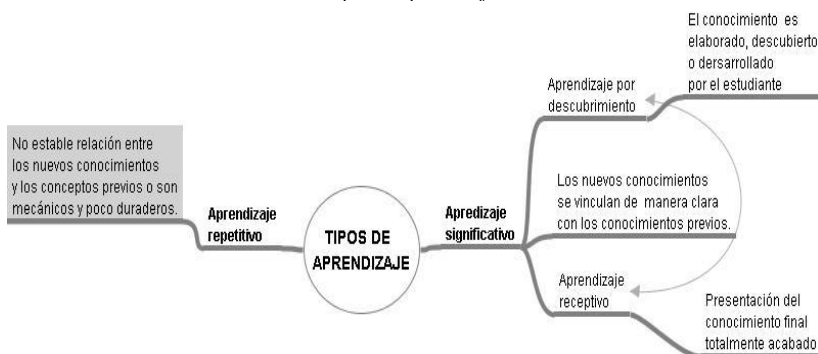 No estable relación entre
los nuevos conocimientos
y los conceptos previos o son
mecánicos y poco duraderos.
Aprendizaje
repetitivo
TIPOS DE
APRENDIZAJE
Apredizaje
significativo
Aprendizaje por
descubrimiento
El conocimiento es
elaborado, descubierto
o dersarrollado
por el estudiante
Los nuevos conocimientos
se vinculan de manera clara
con los conocimientos previos.
Aprendizaje
receptivo
Presentación del
conocimiento final
totalmente acabado